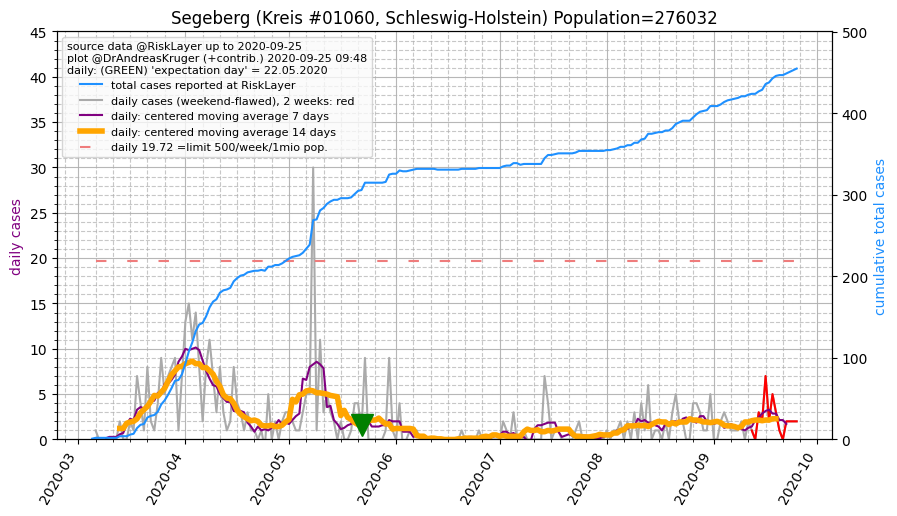 Segeberg (Kreis #01060, Schleswig-Holstein) Population=276032
source data @RiskLayer up to 2020-09-25
plot @DrAndreasKruger (+contrib.) 2020-09-25 09:48
daily: (GREEN) 'expectation day' = 22.05.2020
total cases reported at RiskLayer
daily cases (weekend-flawed), 2 weeks: red
daily: centered moving average 7 days
daily: centered moving average 14 days
daily 19.72 =limit 500/week/1mio pop.
daily cases
45
40
35
30
25
20
15
10
5
0
500
400
300
200
100
0
cumulative total cases
2020-03
2020-04
2020-05
2020-06
2020-07
2020-08
2020-09
2020-10